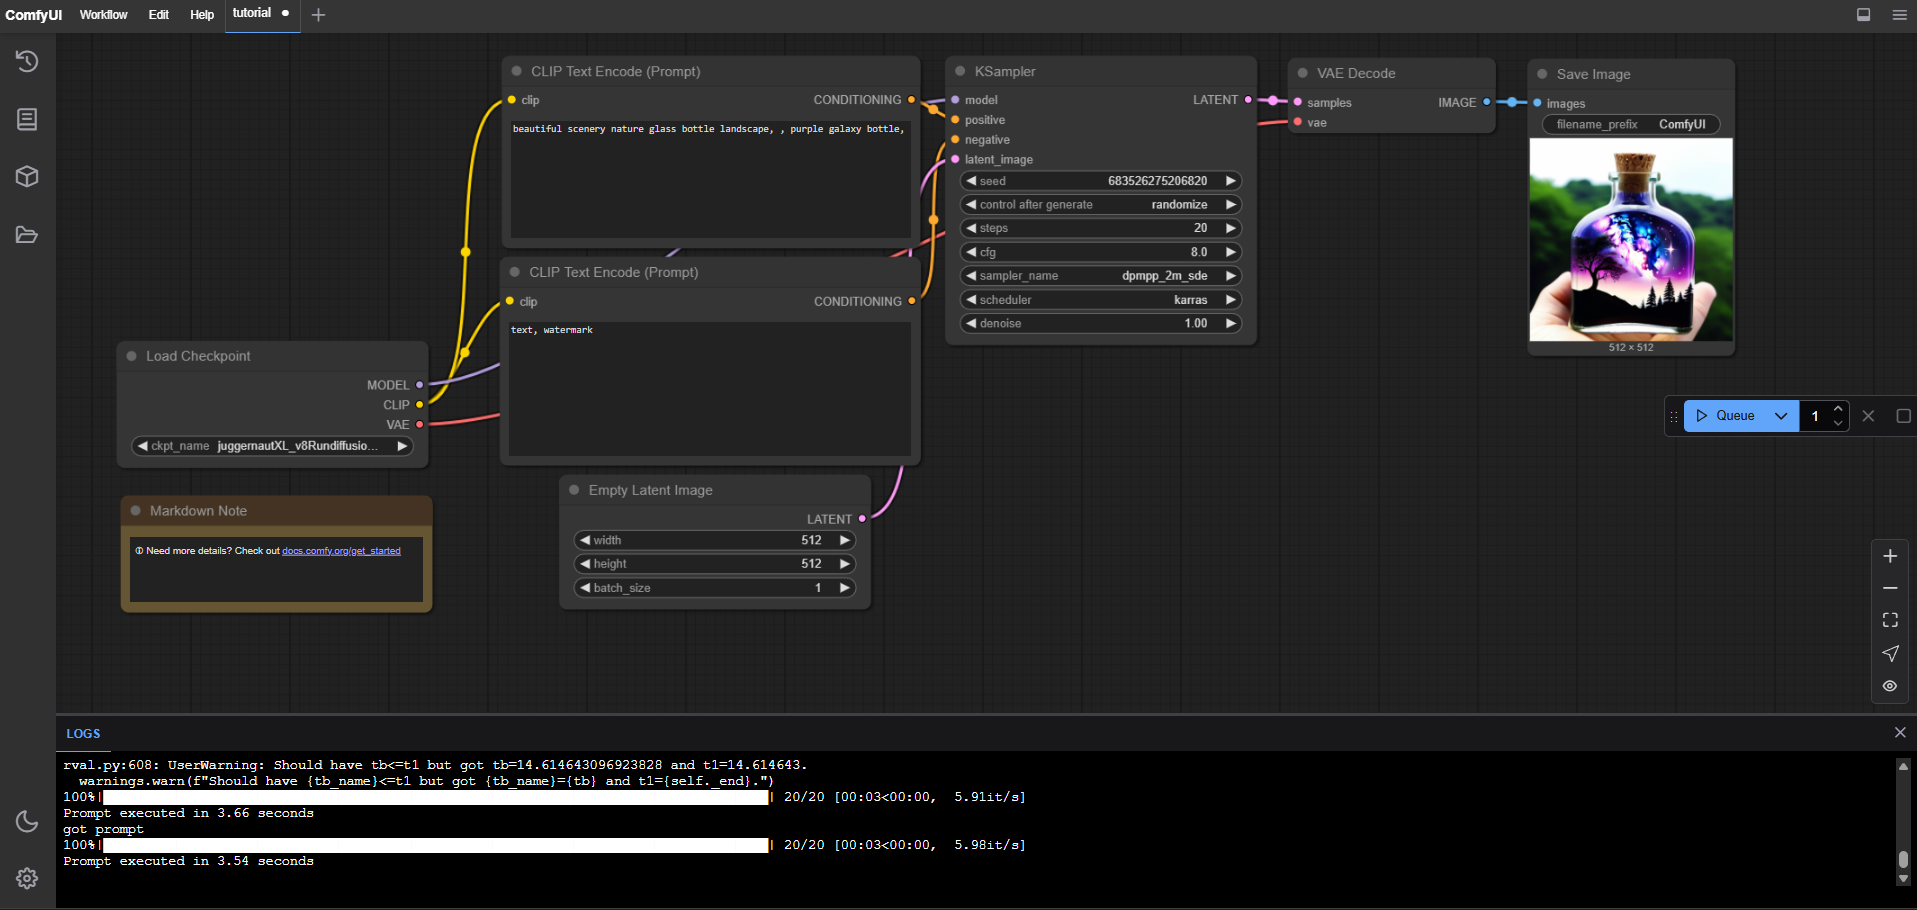 ComfyUI Workflow Edit Help tutorial
CLIP Text Encode (Prompt)
clip CONDITIONING
beautiful scenery nature glass bottle landscape, , purple galaxy bottle,
CLIP Text Encode (Prompt)
clip CONDITIONING
text, watermark
Load Checkpoint
MODEL
CLIP
VAE
ckpt_name juggernautXL_v8Rundiffusio...
Markdown Note
Need more details? Check out docs.comfy.org/get_started
Empty Latent Image
LATENT
width 512
height 512
batch_size 1
KSampler
model LATENT
positive
negative
latent_image
seed 683526275206820
control after generate randomize
steps 20
cfg 8.0
sampler_name dpmpp_2m_sde
scheduler karras
denoise 1.00
VAE Decode
samples IMAGE
vae
Save Image
images
filename_prefix ComfyUI
512 × 512
Queue 1
LOGS
rval.py:608: UserWarning: Should have tb<=t1 but got tb=14.614643096923828 and t1=14.614643.
warnings.warn(f"Should have {tb_name}<=t1 but got {tb_name}={tb} and t1={self._end}.")
100%| | 20/20 [00:03<00:00, 5.91it/s]
Prompt executed in 3.66 seconds
got prompt
100%| | 20/20 [00:03<00:00, 5.98it/s]
Prompt executed in 3.54 seconds